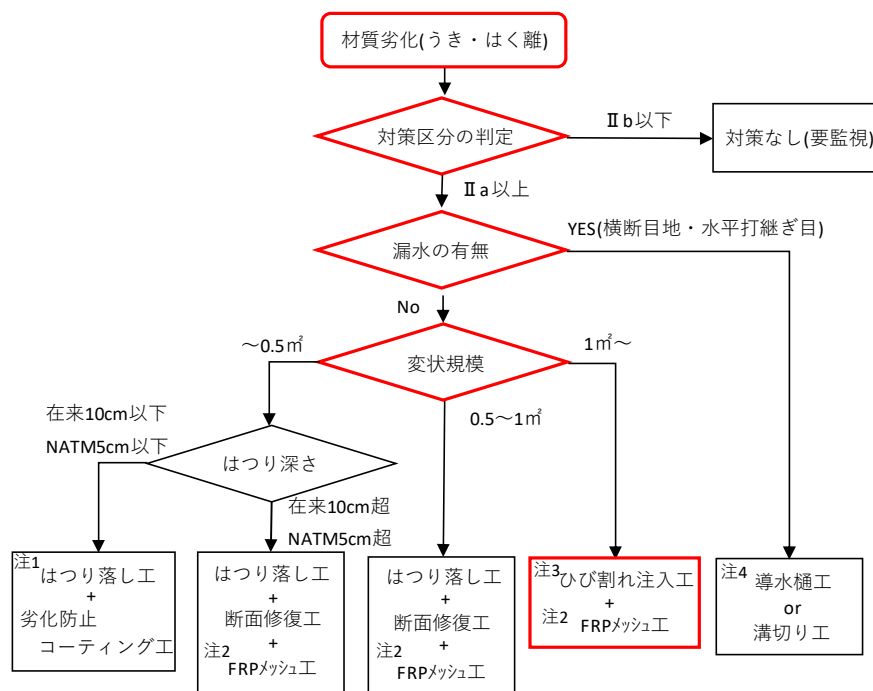 材質劣化(うき・はく離)
対策区分の判定
Ⅱb以下
対策なし(要監視)
Ⅱa以上
漏水の有無
YES(横断目地・水平打継ぎ目)
No
変状規模
～0.5㎡
1㎡～
0.5～1㎡
在来10cm以下
NATM5cm以下
はつり深さ
在来10cm超
NATM5cm超
注1
はつり落し工
+
劣化防止
コーティング工
はつり落し工
+
断面修復工
+
注2
FRPメッシュ工
はつり落し工
+
断面修復工
+
注2
FRPメッシュ工
注3
ひび割れ注入工
+
注2
FRPメッシュ工
注4
導水樋工
or
溝切り工